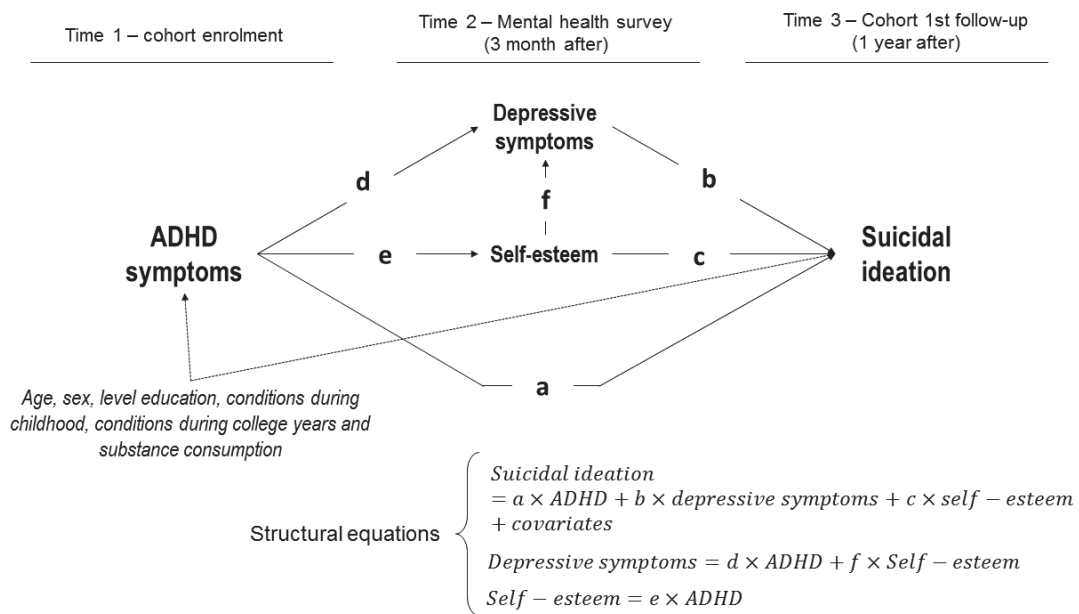 Time 1 – cohort enrolment
Time 2 – Mental health survey
(3 month after)
Time 3 – Cohort 1st follow-up
(1 year after)
Depressive
symptoms
d
b
f
ADHD
symptoms
e
Self-esteem
c
Suicidal
ideation
a
Age, sex, level education, conditions during
childhood, conditions during college years and
substance consumption
Structural equations
Suicidal ideation
= a × ADHD + b × depressive symptoms + c × self − esteem
+ covariates
Depressive symptoms = d × ADHD + f × Self − esteem
Self − esteem = e × ADHD